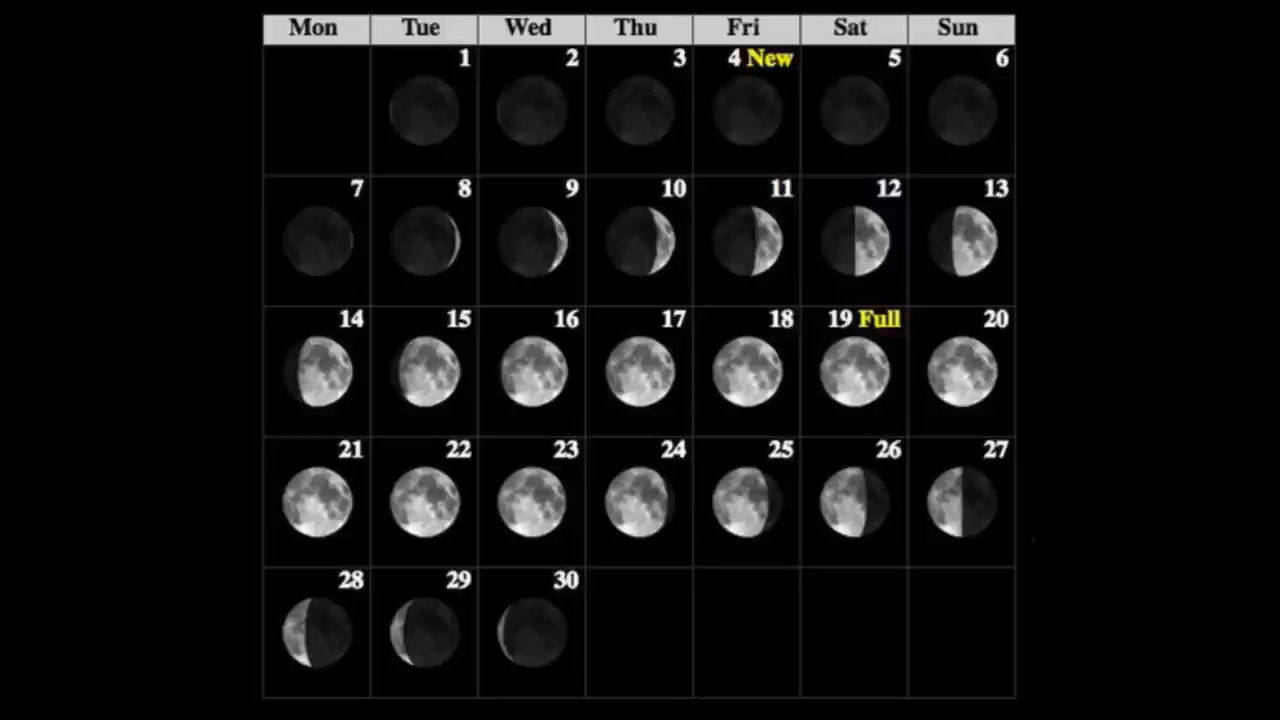 Mon Tue Wed Thu Fri Sat Sun
1 2 3 4 New 5 6
7 8 9 10 11 12 13
14 15 16 17 18 19 Full 20
21 22 23 24 25 26 27
28 29 30